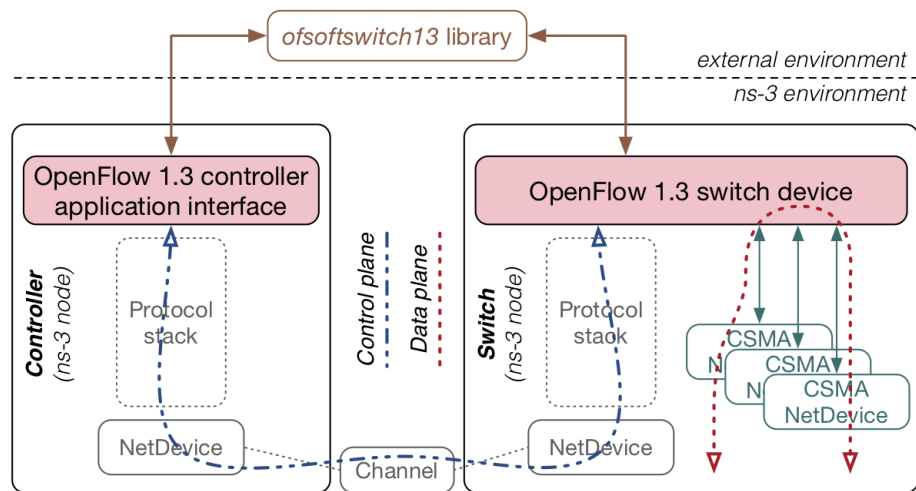 ofsoftswitch13 library
external environment
ns-3 environment
OpenFlow 1.3 controller
application interface
OpenFlow 1.3 switch device
Controller
(ns-3 node)
Protocol
stack
NetDevice
Control plane
Data plane
Channel
Switch
(ns-3 node)
Protocol
stack
NetDevice
CSMA
N
CSMA
N
CSMA
NetDevice